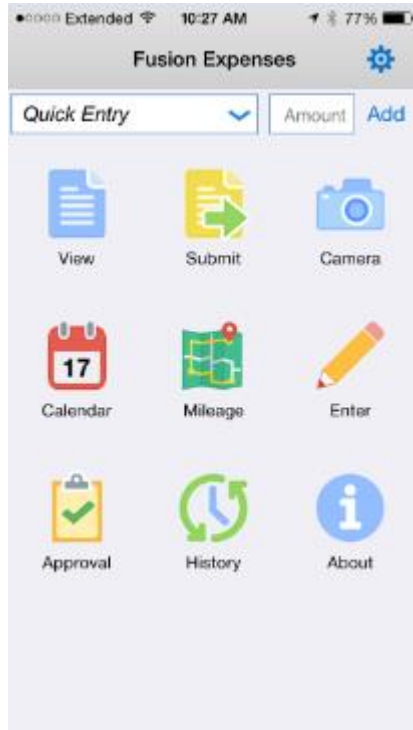 Extended 10:27 AM 77%
Fusion Expenses
Quick Entry Amount Add
View Submit Camera
17
Calendar Mileage Enter
Approval History About